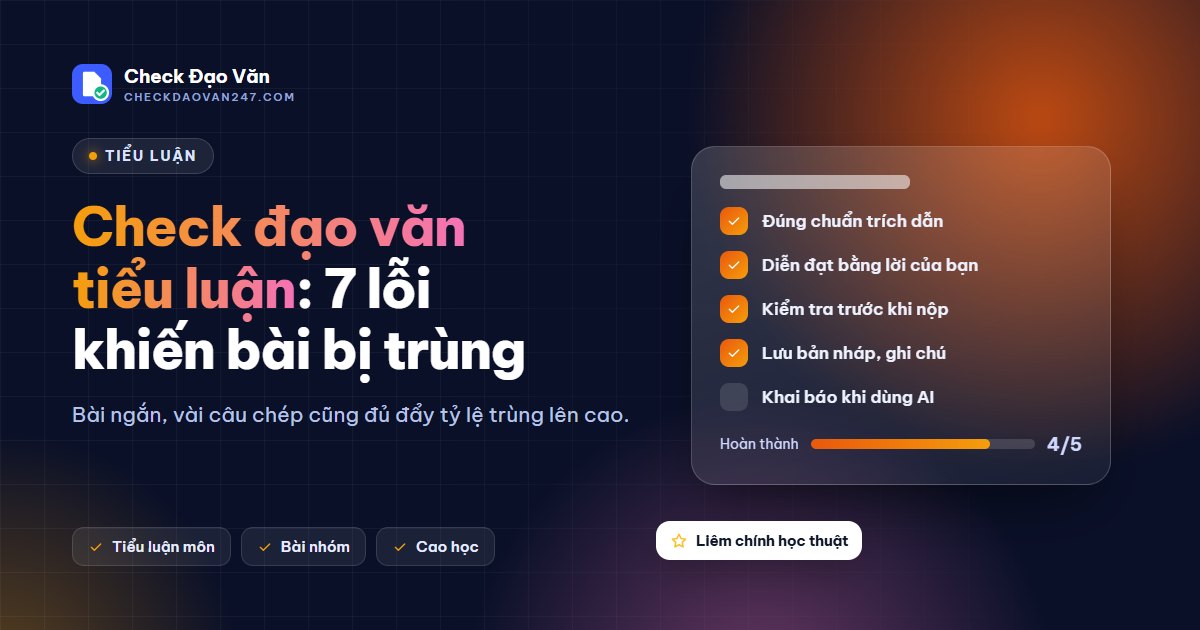 Check Đạo Văn
CHECKDAOVAN247.COM
TIỂU LUẬN
Check đạo văn
tiểu luận: 7 lỗi
khiến bài bị trùng
Bài ngắn, vài câu chép cũng đủ đẩy tỷ lệ trùng lên cao.
Tiểu luận môn
Bài nhóm
Cao học
Đúng chuẩn trích dẫn
Diễn đạt bằng lời của bạn
Kiểm tra trước khi nộp
Lưu bản nháp, ghi chú
Khai báo khi dùng AI
Hoàn thành 4/5
Liêm chính học thuật